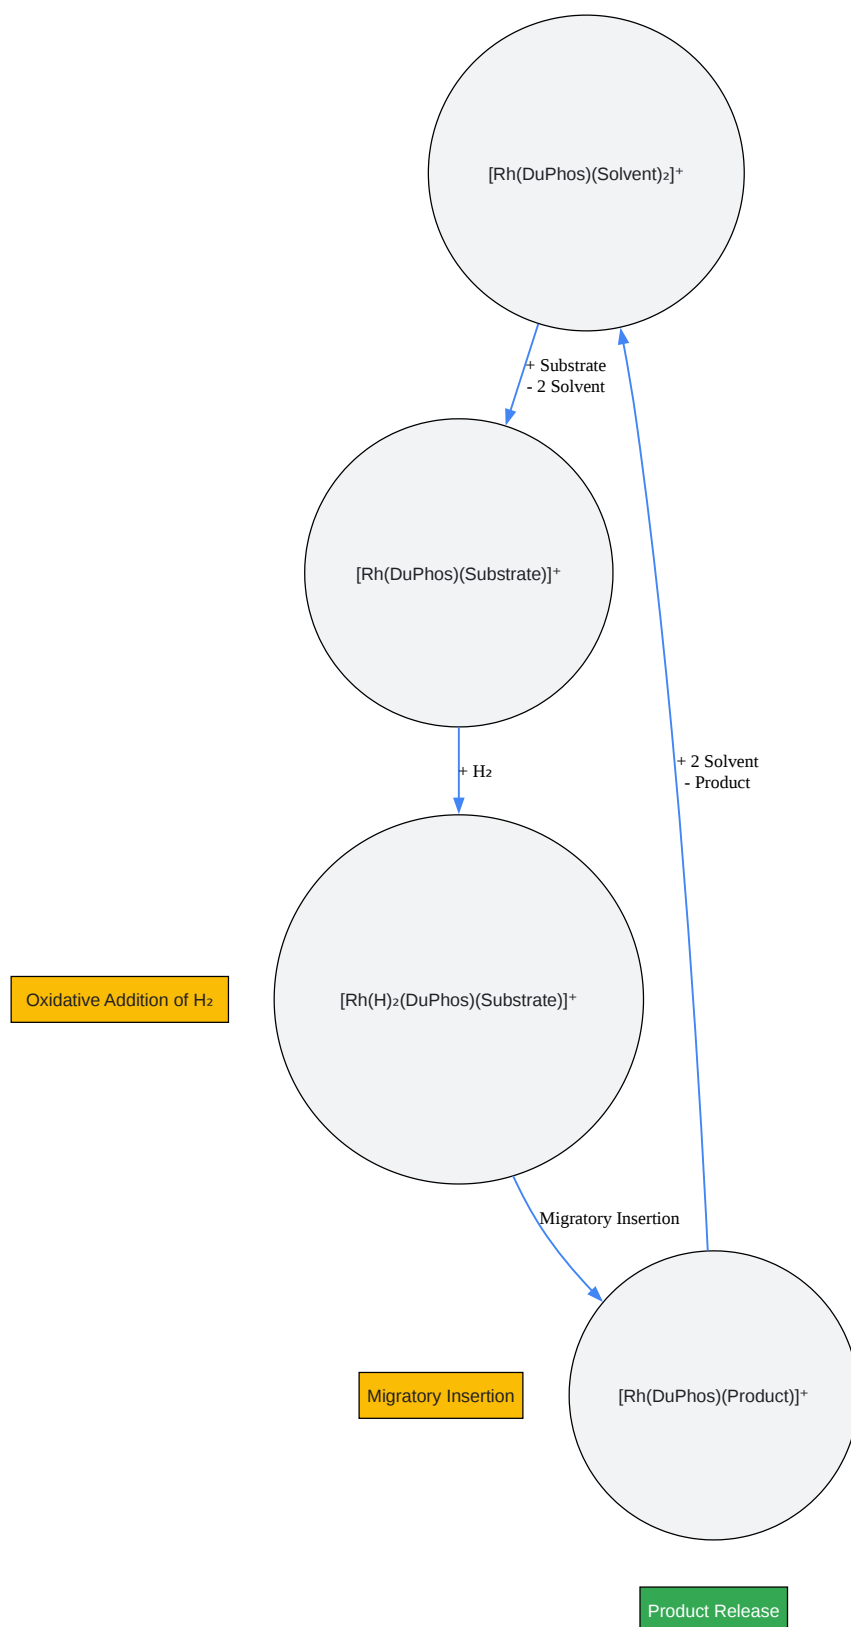 [Rh(DuPhos)(Solvent)₂]⁺
+ Substrate
- 2 Solvent
[Rh(DuPhos)(Substrate)]⁺
+ H₂
+ 2 Solvent
- Product
Oxidative Addition of H₂
[Rh(H)₂(DuPhos)(Substrate)]⁺
Migratory Insertion
Migratory Insertion
[Rh(DuPhos)(Product)]⁺
Product Release